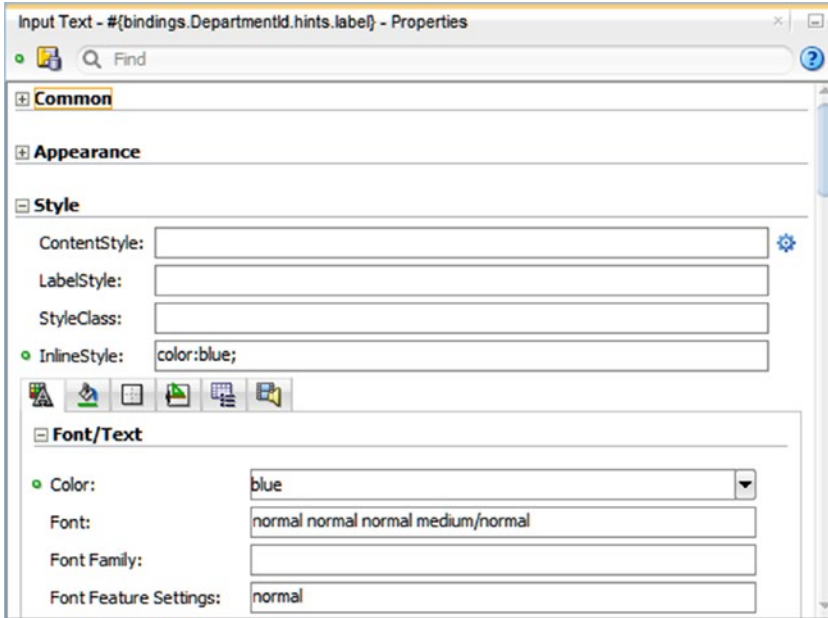 Input Text - #{bindings.DepartmentId.hints.label} - Properties
Find
Common
Appearance
Style
ContentStyle:
LabelStyle:
StyleClass:
InlineStyle: color:blue;
Font/Text
Color: blue
Font: normal normal normal medium/normal
Font Family:
Font Feature Settings: normal